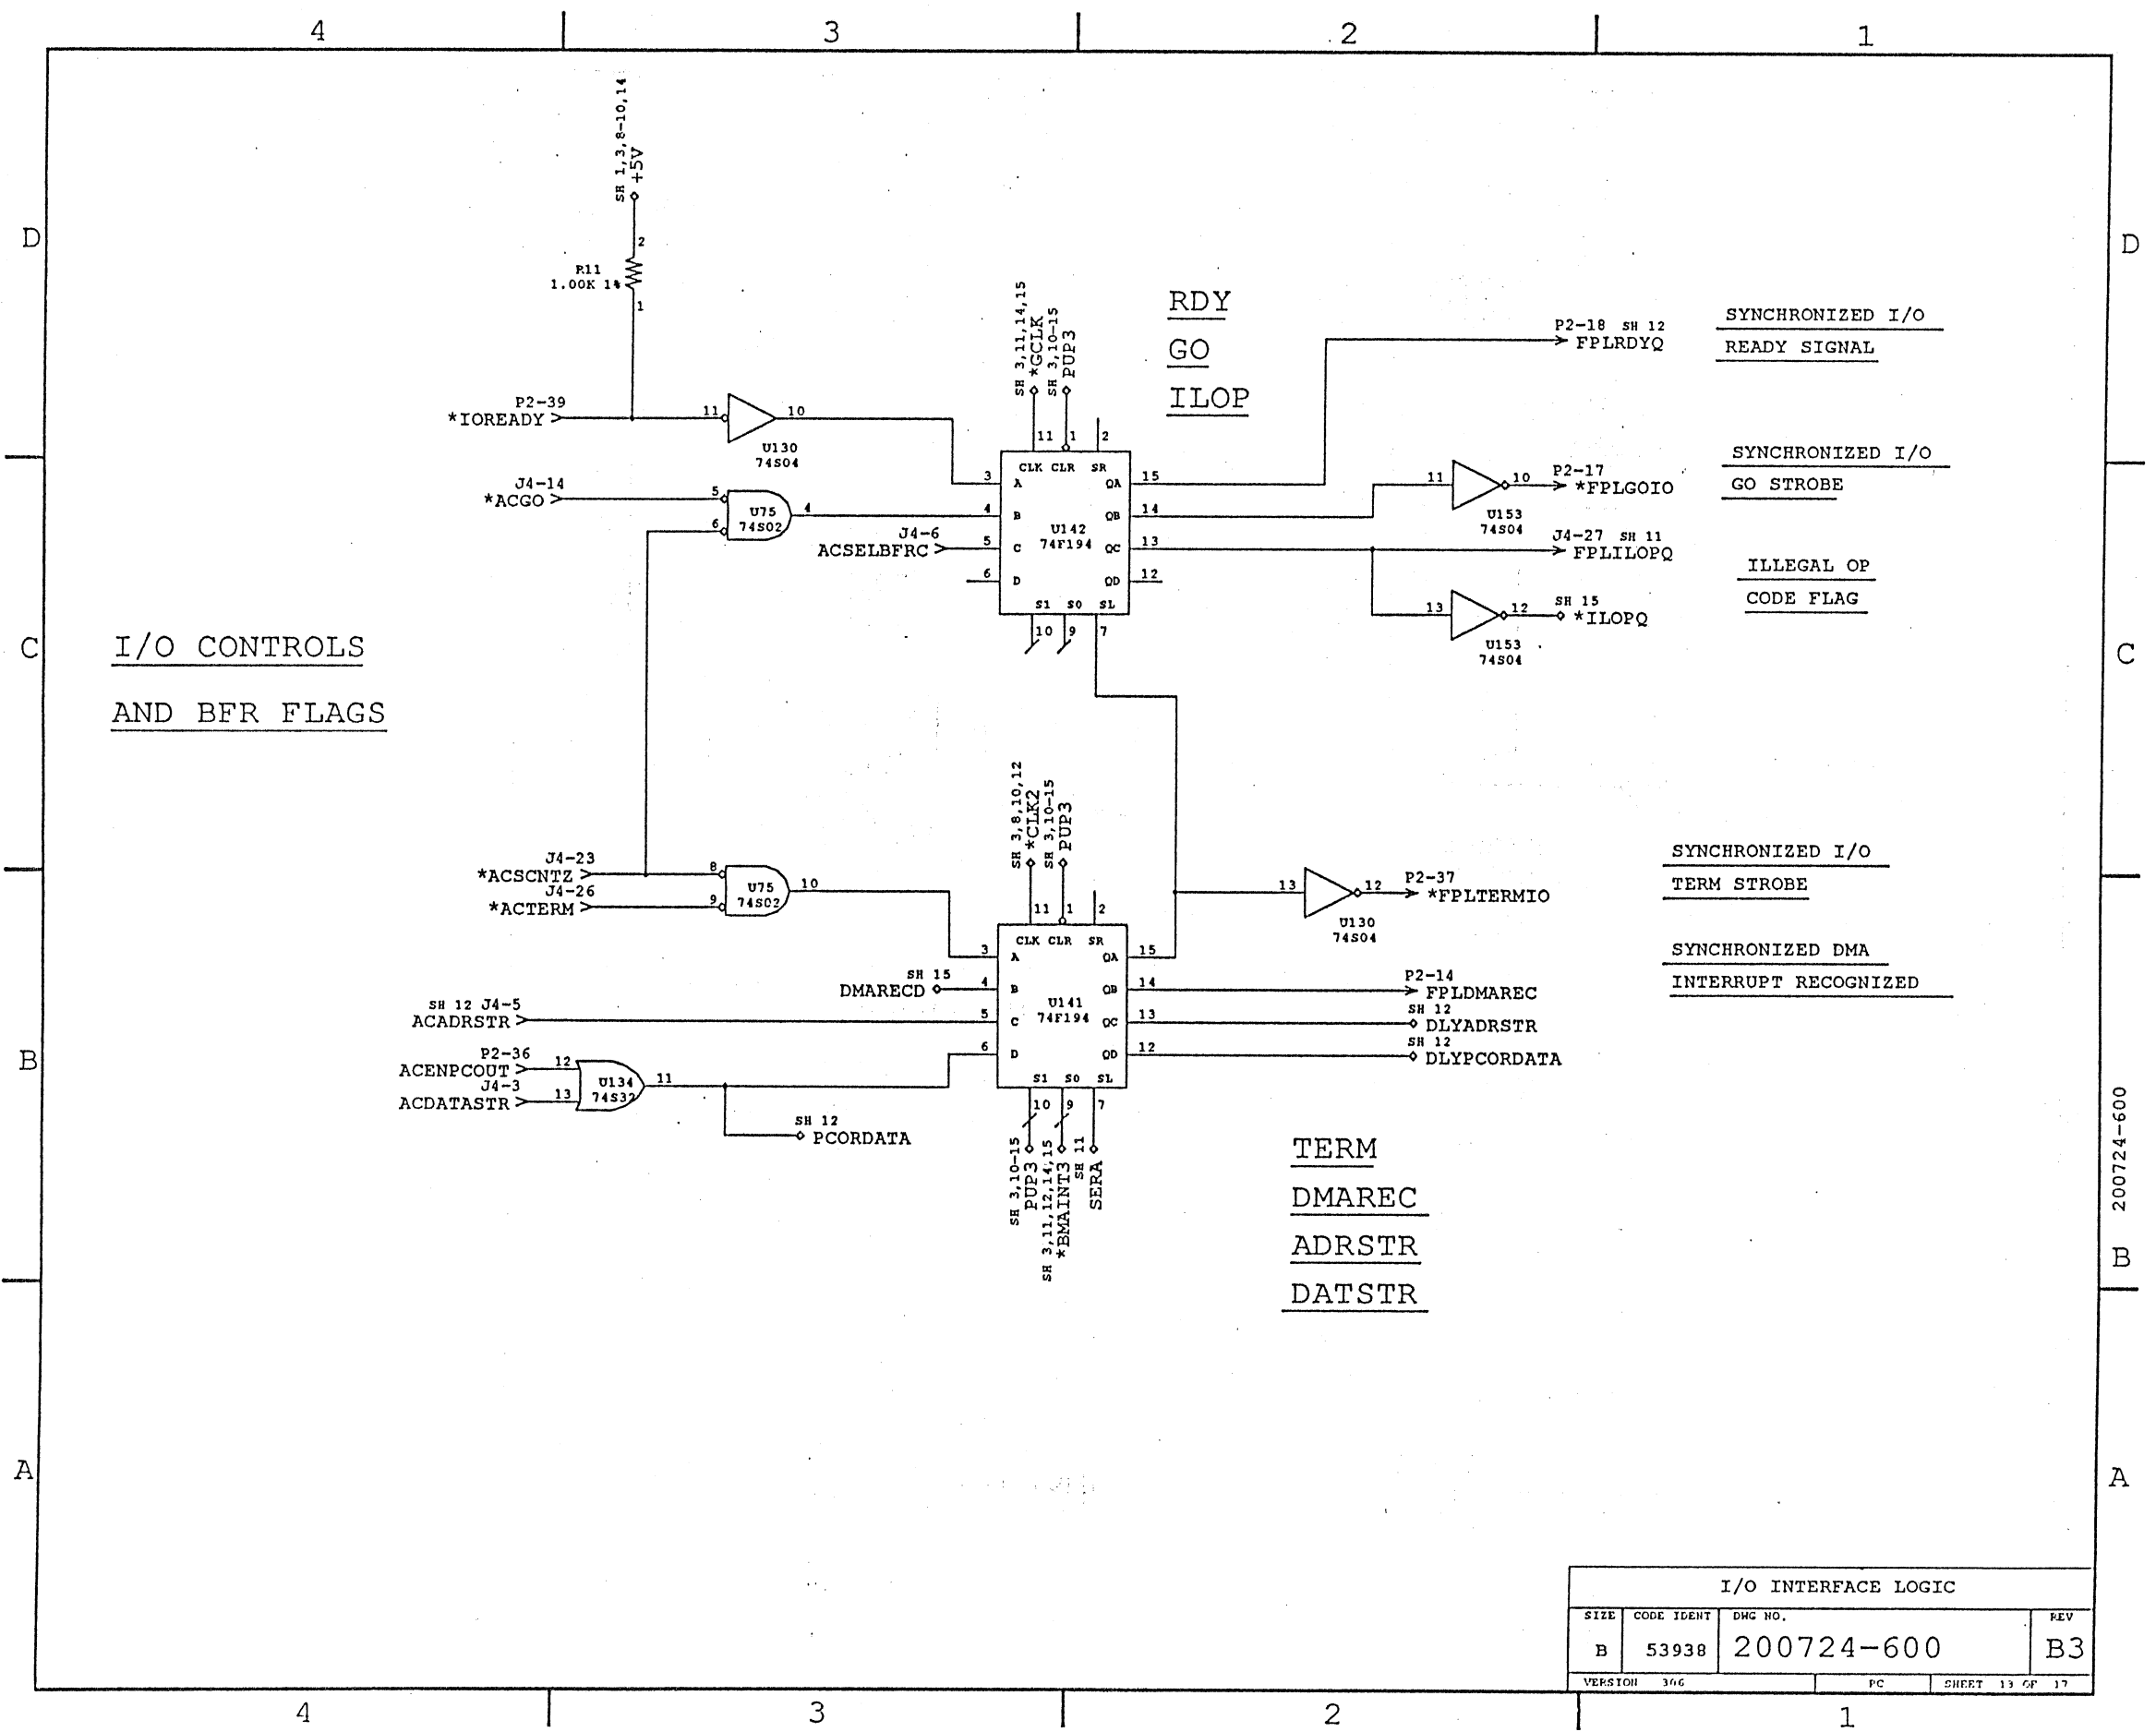 4 3 2 1
D
C
B
A
D
C
200724-600
B
A
SH 1,3,8-10,14
+5V
2
R11
1.00K 1%
1
P2-39
*IOREADY
11 10
U130
74S04
J4-14
*ACGO
5
6
U75
74S02
4
J4-6
ACSELBFRC
SH 3,11,14,15
*GCLK
SH 3,10-15
PUP3
11 1 2
CLK CLR SR
3 A QA 15
4 B QB 14
U142
74F194
5 C QC 13
6 D QD 12
S1 S0 SL
10 9 7
RDY
GO
ILOP
P2-18 SH 12
FPLRDYQ
SYNCHRONIZED I/O
READY SIGNAL
11 10
U153
74S04
P2-17
*FPLGOIO
SYNCHRONIZED I/O
GO STROBE
J4-27 SH 11
FPLILOPQ
ILLEGAL OP
CODE FLAG
13 12
U153
74S04
SH 15
*ILOPQ
I/O CONTROLS
AND BFR FLAGS
J4-23
*ACSCNTZ
J4-26
*ACTERM
8
9
U75
74S02
10
SH 3,8,10,12
*CLK2
SH 3,10-15
PUP3
11 1 2
CLK CLR SR
3 A QA 15
4 B QB 14
U141
74F194
5 C QC 13
6 D QD 12
S1 S0 SL
10 9 7
SH 15
DMARECD
SH 12 J4-5
ACADRSTR
P2-36
ACENPCOUT
J4-3
ACDATASTR
12
13
U134
74S32
11
SH 12
PCORDATA
SH 3,10-15
PUP3
SH 3,11,12,14,15
*BMAINT3
SH 11
SERA
13 12
U130
74S04
P2-37
*FPLTERMIO
SYNCHRONIZED I/O
TERM STROBE
P2-14
FPLDMAREC
SYNCHRONIZED DMA
INTERRUPT RECOGNIZED
SH 12
DLYADRSTR
SH 12
DLYPCORDATA
TERM
DMAREC
ADRSTR
DATSTR
I/O INTERFACE LOGIC
SIZE CODE IDENT DWG NO. REV
B 53938 200724-600 B3
VERSION 306 PC SHEET 13 OF 17
4 3 2 1